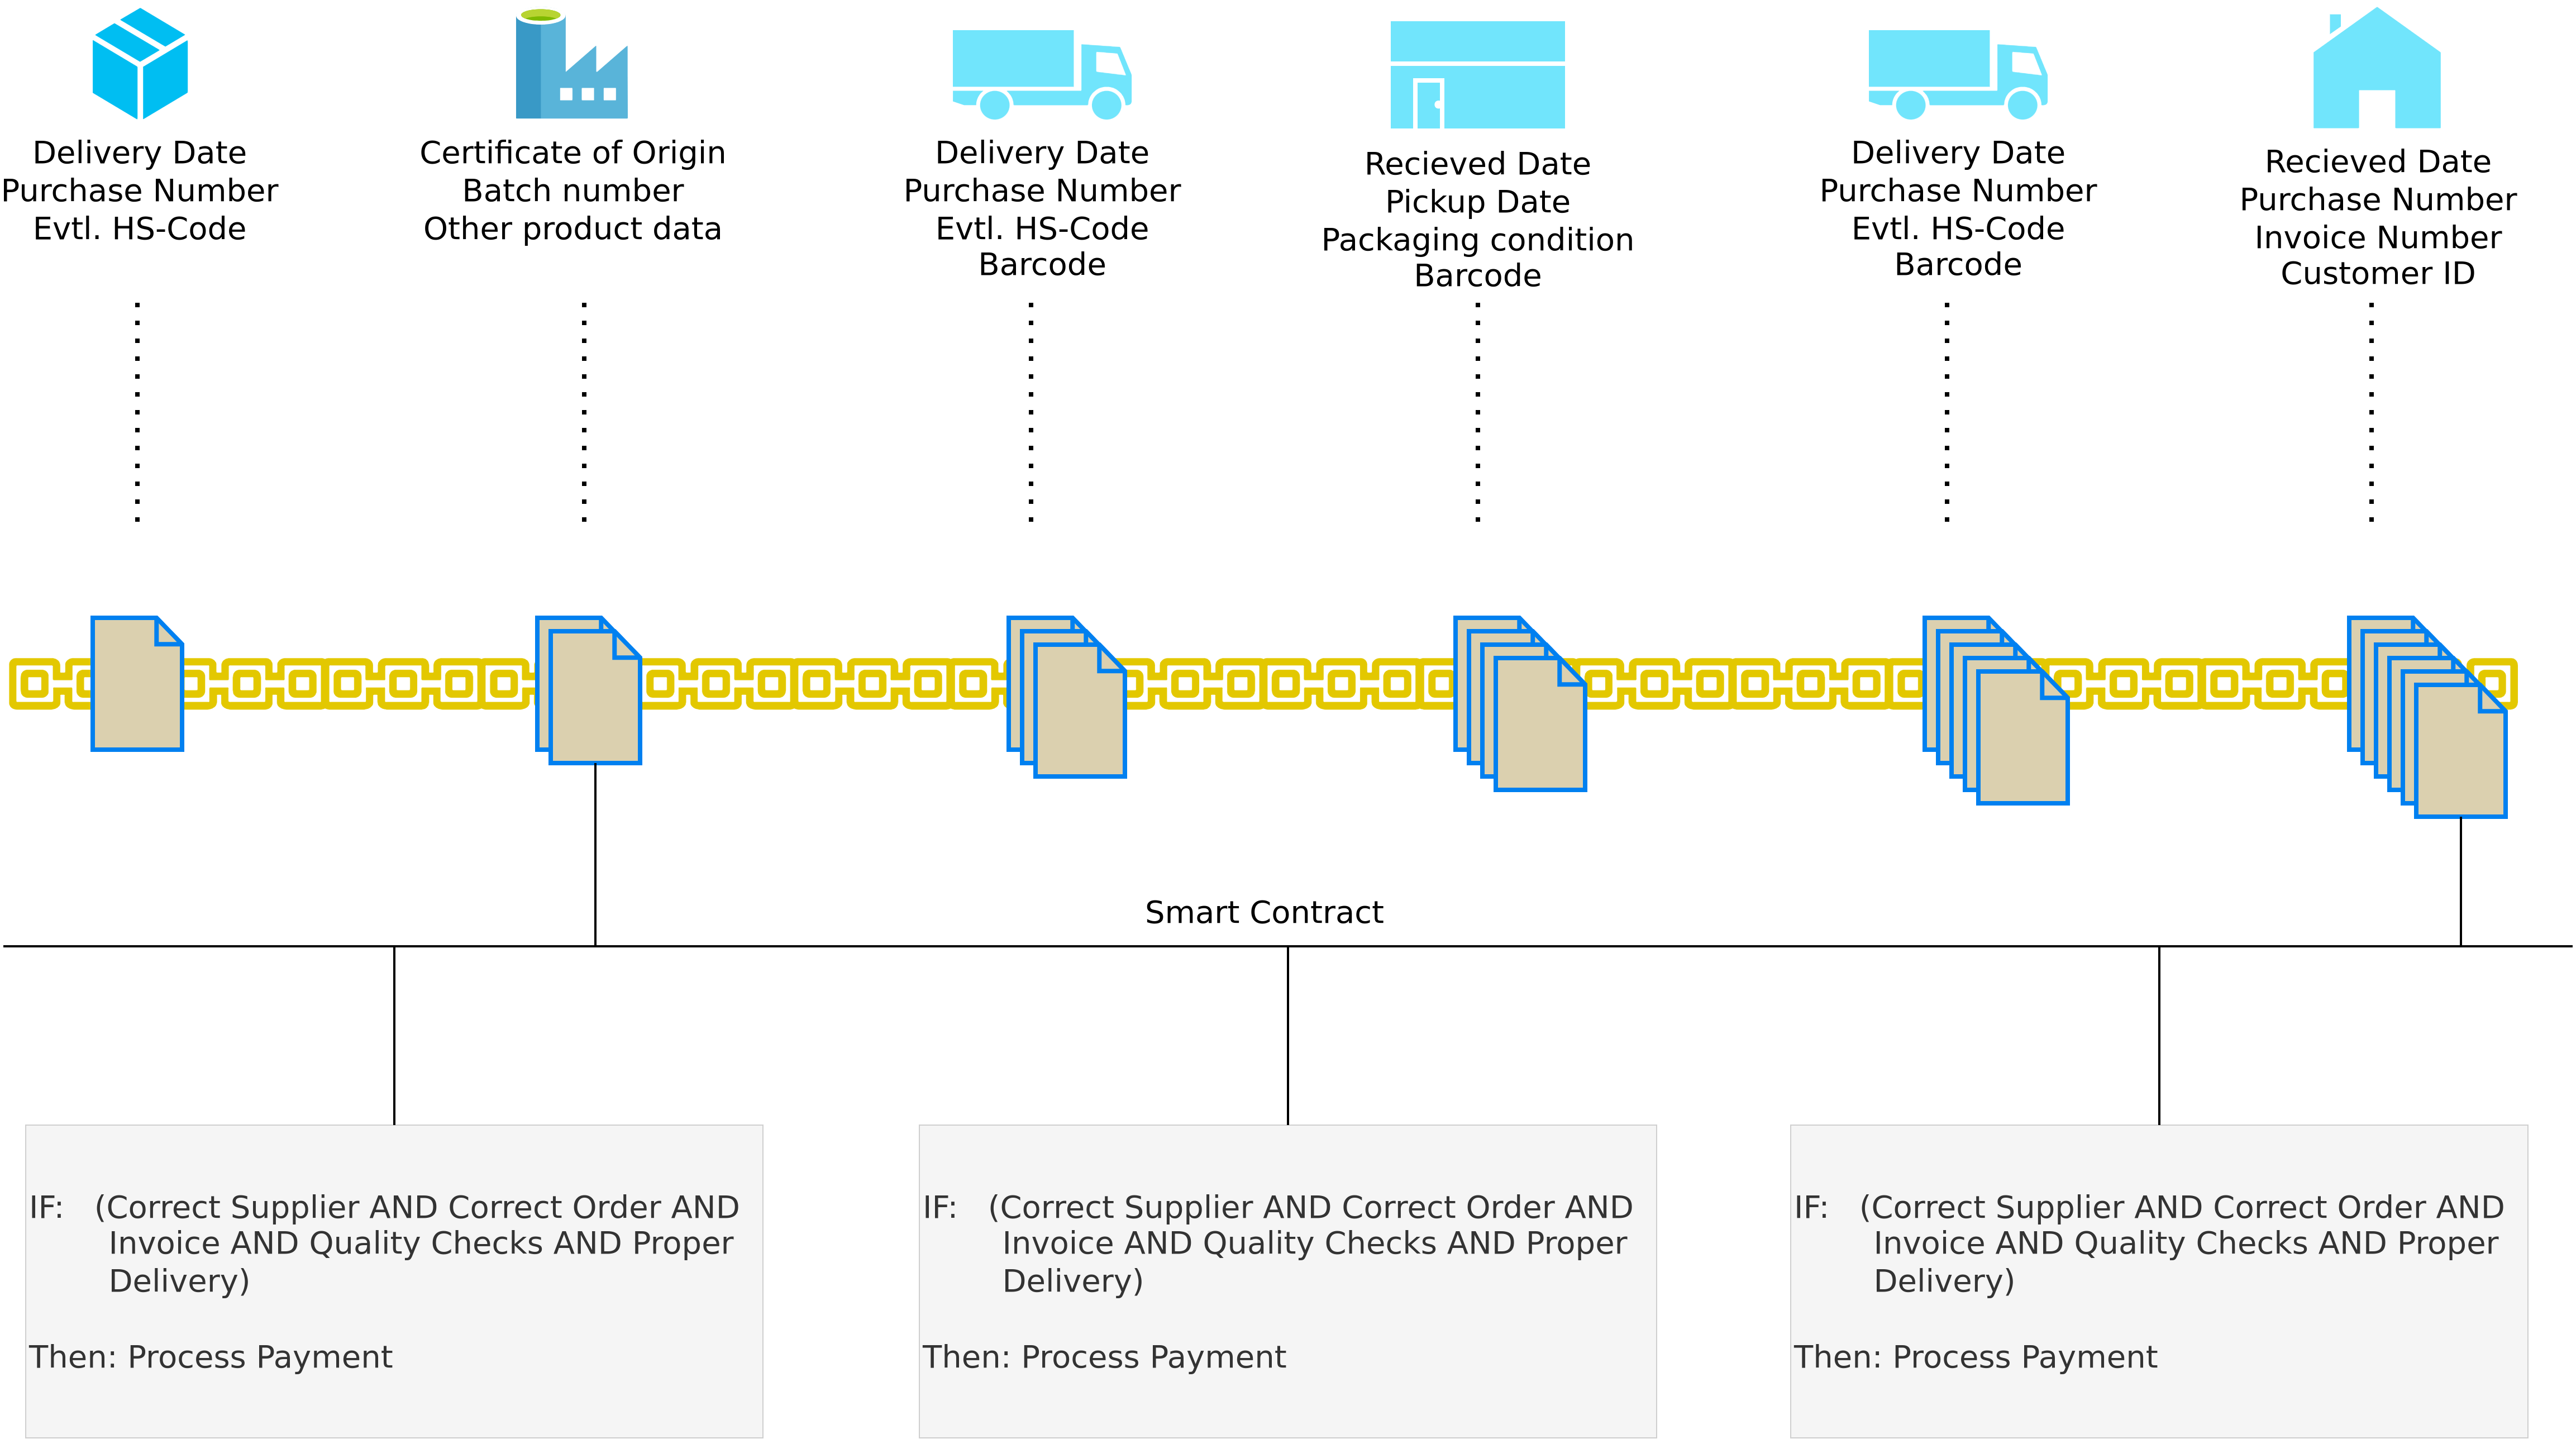 Delivery Date
Purchase Number
Evtl. HS-Code
Certificate of Origin
Batch number
Other product data
Delivery Date
Purchase Number
Evtl. HS-Code
Barcode
Recieved Date
Pickup Date
Packaging condition
Barcode
Delivery Date
Purchase Number
Evtl. HS-Code
Barcode
Recieved Date
Purchase Number
Invoice Number
Customer ID
Smart Contract
IF: (Correct Supplier AND Correct Order AND
Invoice AND Quality Checks AND Proper
Delivery)
Then: Process Payment
IF: (Correct Supplier AND Correct Order AND
Invoice AND Quality Checks AND Proper
Delivery)
Then: Process Payment
IF: (Correct Supplier AND Correct Order AND
Invoice AND Quality Checks AND Proper
Delivery)
Then: Process Payment